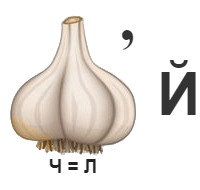 ,
Й
Ч = Л